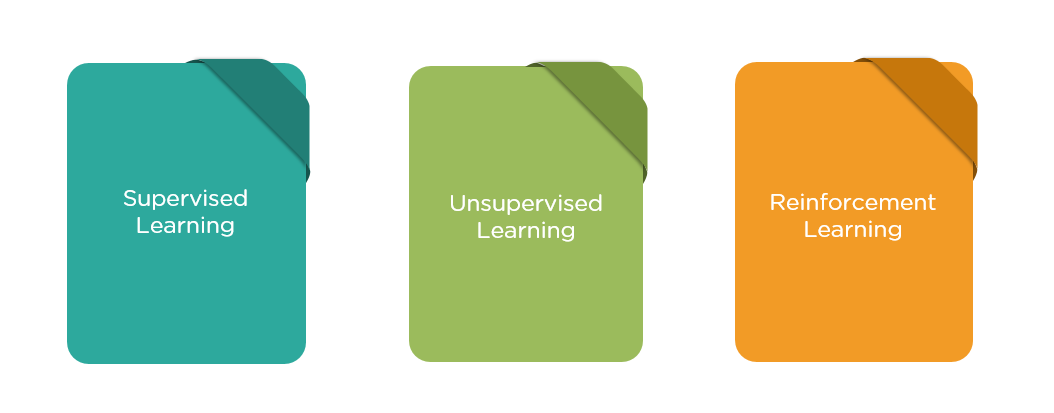 Supervised
Learning
Unsupervised
Learning
Reinforcement
Learning